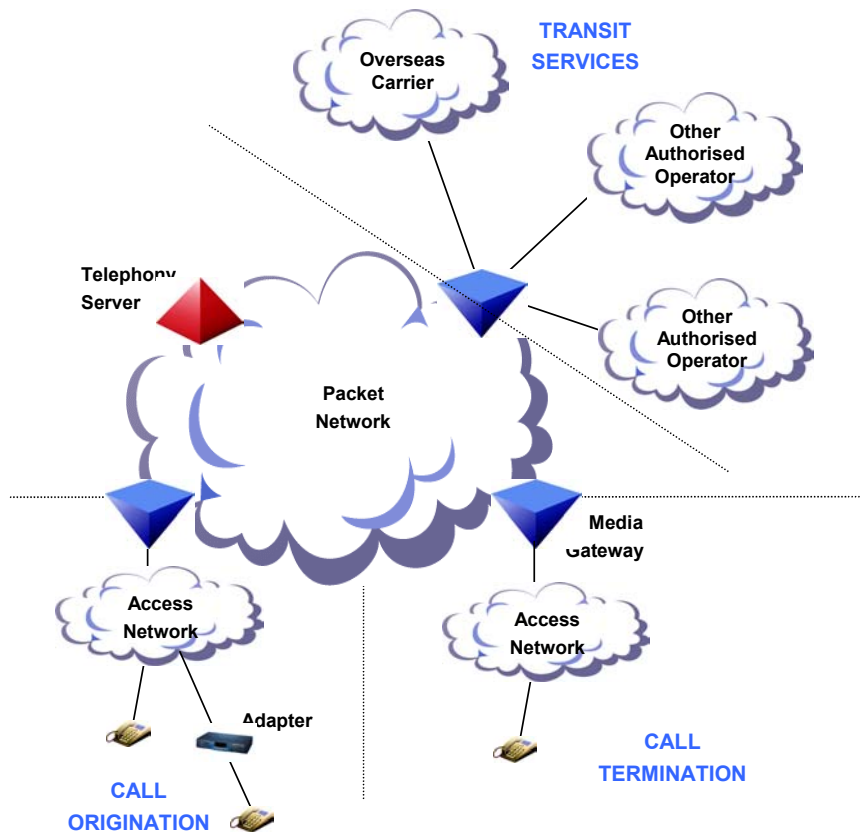 TRANSIT
SERVICES
Overseas
Carrier
Other
Authorised
Operator
Telephony
Server
Other
Authorised
Operator
Packet
Network
Media
Gateway
Access
Network
Access
Network
Adapter
CALL
TERMINATION
CALL
ORIGINATION